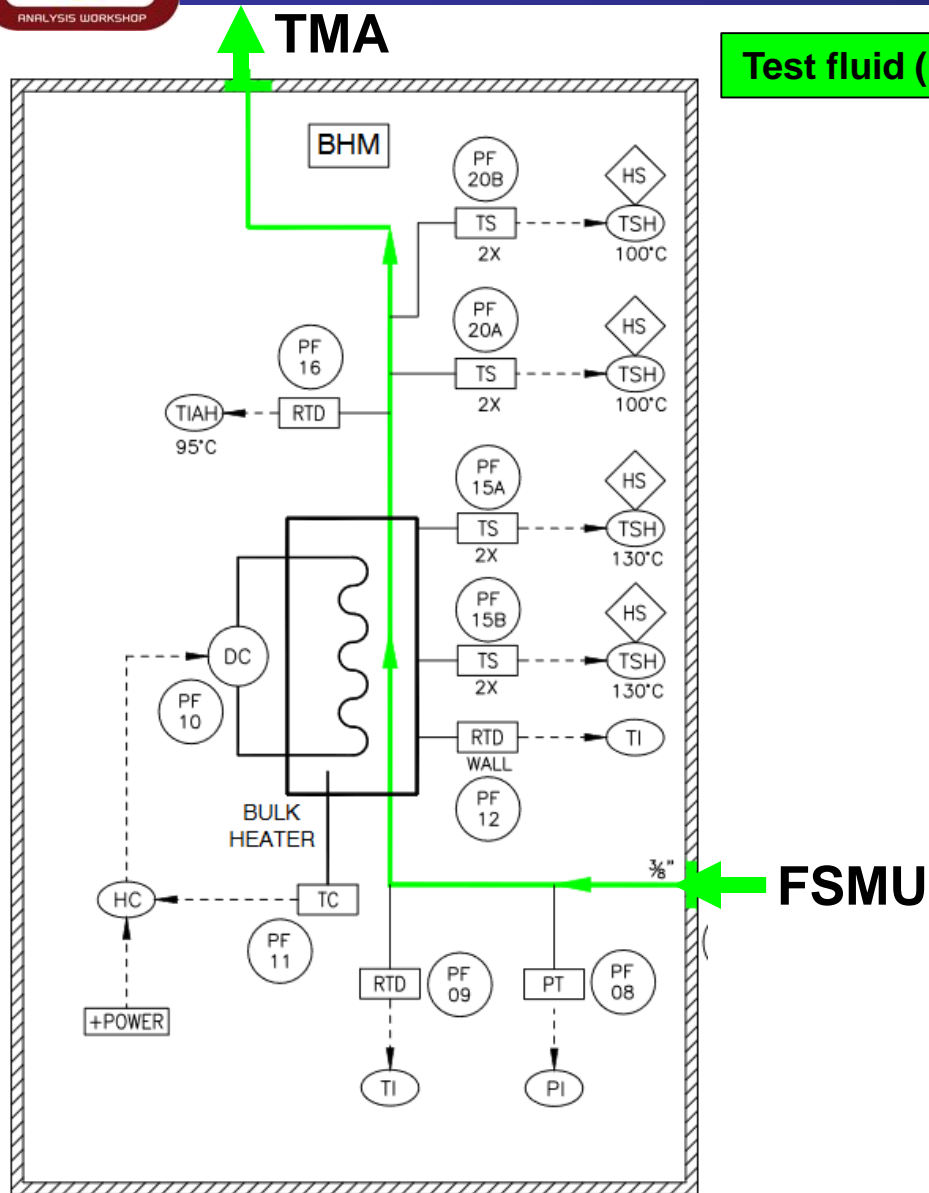 ANALYSIS WORKSHOP
TMA
Test fluid (
BHM
PF
20B
HS
TS
TSH
2X
100°C
PF
20A
HS
PF
16
TS
TSH
2X
100°C
TIAH
RTD
95°C
PF
15A
HS
TS
TSH
2X
130°C
PF
15B
HS
DC
TS
TSH
2X
130°C
PF
10
RTD
TI
WALL
PF
12
BULK
HEATER
3/8"
FSMU
HC
TC
PF
11
RTD
PF
09
PT
PF
08
+POWER
TI
PI